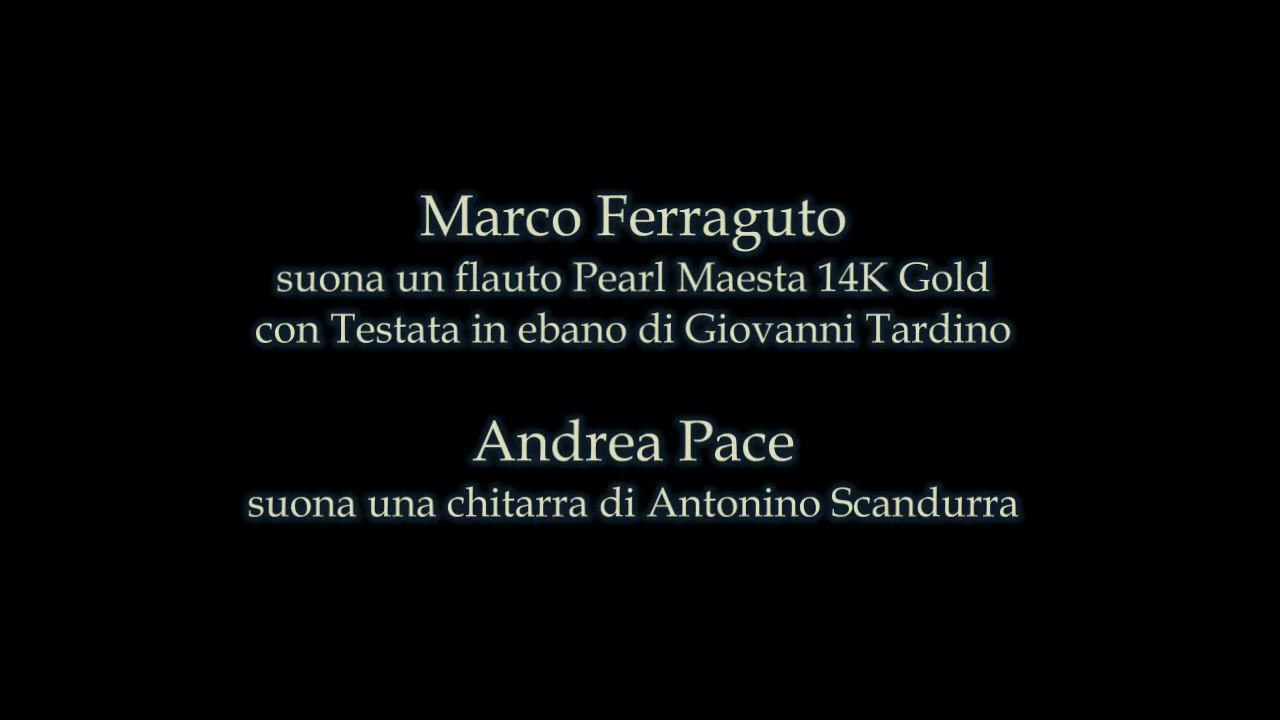 Marco Ferraguto
suona un flauto Pearl Maesta 14K Gold
con Testata in ebano di Giovanni Tardino
Andrea Pace
suona una chitarra di Antonino Scandurra